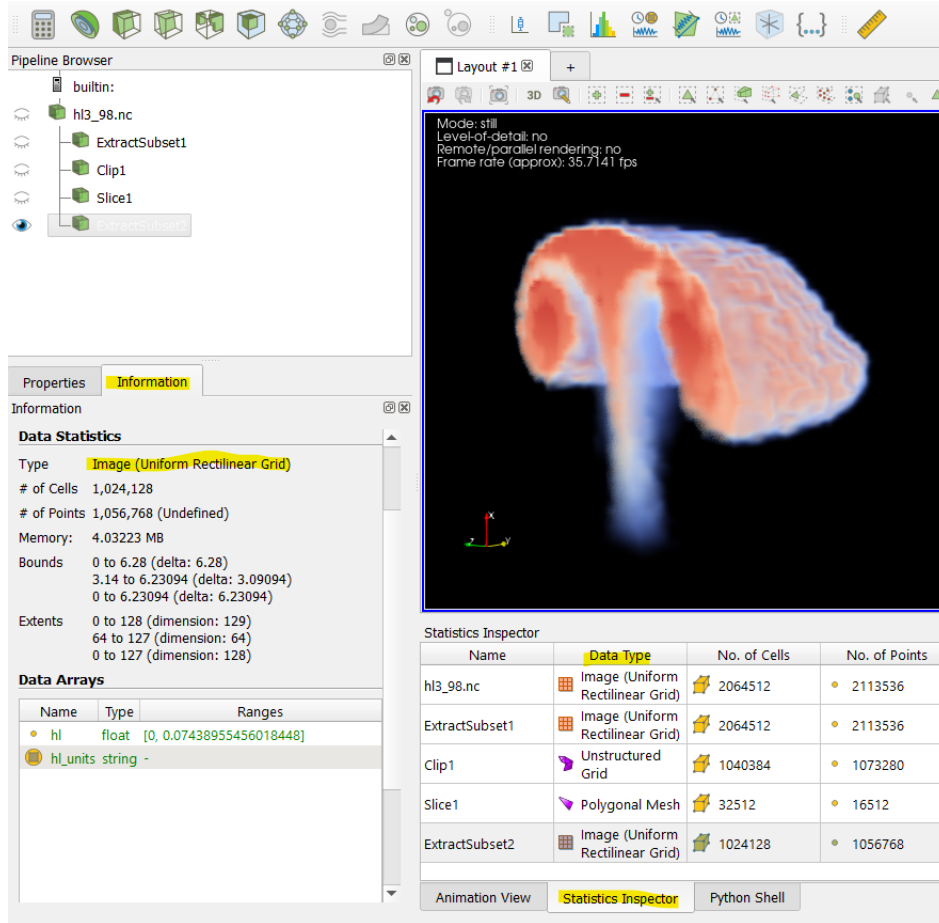 Pipeline Browser
builtin:
hl3_98.nc
ExtractSubset1
Clip1
Slice1
ExtractSubset2
Properties
Information
Information
Data Statistics
Type Image (Uniform Rectilinear Grid)
# of Cells 1,024,128
# of Points 1,056,768 (Undefined)
Memory: 4.03223 MB
Bounds 0 to 6.28 (delta: 6.28)
3.14 to 6.23094 (delta: 3.09094)
0 to 6.23094 (delta: 6.23094)
Extents 0 to 128 (dimension: 129)
64 to 127 (dimension: 64)
0 to 127 (dimension: 128)
Data Arrays
Name Type Ranges
hl float [0, 0.07438955456018448]
hl_units string -
{...}
Layout #1
+
3D
Mode: still
Level-of-detail: no
Remote/parallel rendering: no
Frame rate (approx): 35.7141 fps
X
Z Y
Statistics Inspector
Name Data Type No. of Cells No. of Points
hl3_98.nc Image (Uniform Rectilinear Grid) 2064512 2113536
ExtractSubset1 Image (Uniform Rectilinear Grid) 2064512 2113536
Clip1 Unstructured Grid 1040384 1073280
Slice1 Polygonal Mesh 32512 16512
ExtractSubset2 Image (Uniform Rectilinear Grid) 1024128 1056768
Animation View
Statistics Inspector
Python Shell